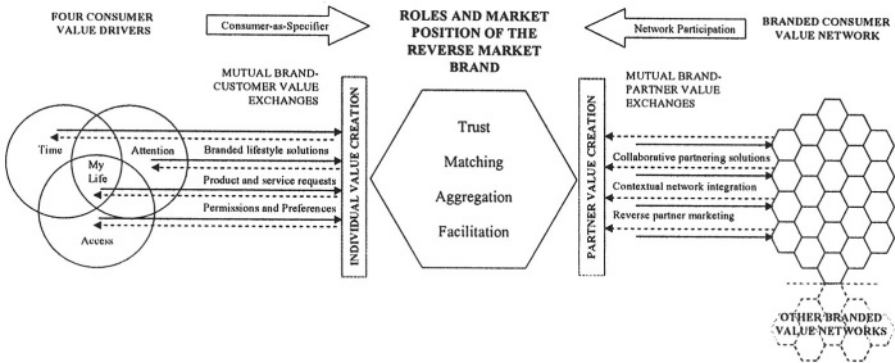 FOUR CONSUMER
VALUE DRIVERS
Consumer-as-Specifier
ROLES AND MARKET
POSITION OF THE
REVERSE MARKET
BRAND
Network Participation
BRANDED CONSUMER
VALUE NETWORK
MUTUAL BRAND-
CUSTOMER VALUE
EXCHANGES
MUTUAL BRAND-
PARTNER VALUE
EXCHANGES
Time
Attention
My
Life
Access
Branded lifestyle solutions
Product and service requests
Permissions and Preferences
INDIVIDUAL VALUE CREATION
Trust
Matching
Aggregation
Facilitation
PARTNER VALUE CREATION
Collaborative partnering solutions
Contextual network integration
Reverse partner marketing
OTHER BRANDED
VALUE NETWORKS